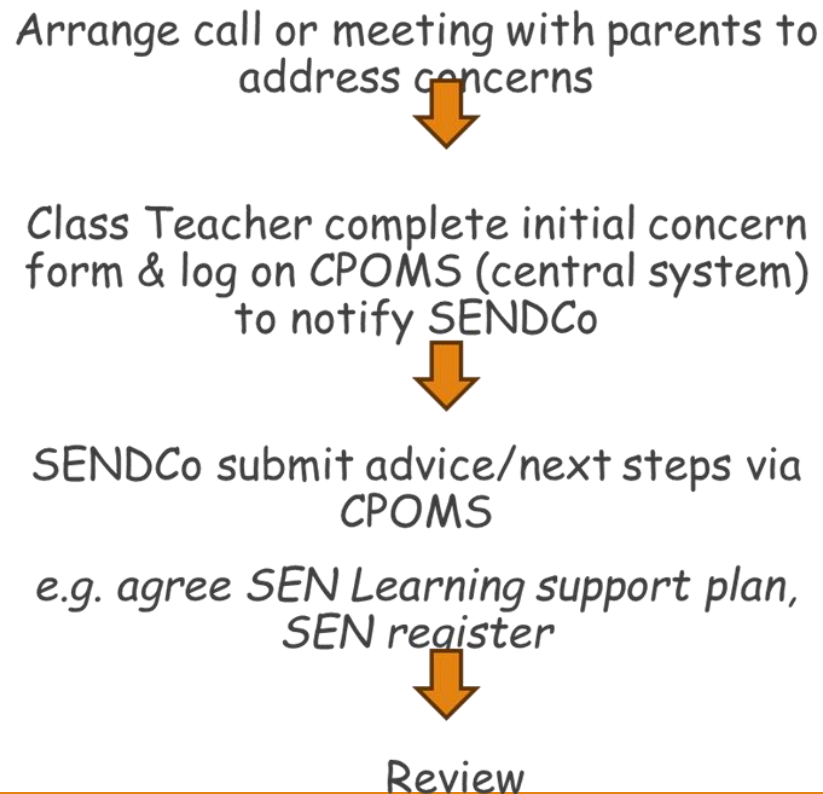 Arrange call or meeting with parents to
address concerns
Class Teacher complete initial concern
form & log on CPOMS (central system)
to notify SENDCo
SENDCo submit advice/next steps via
CPOMS
e.g. agree SEN Learning support plan,
SEN register
Review